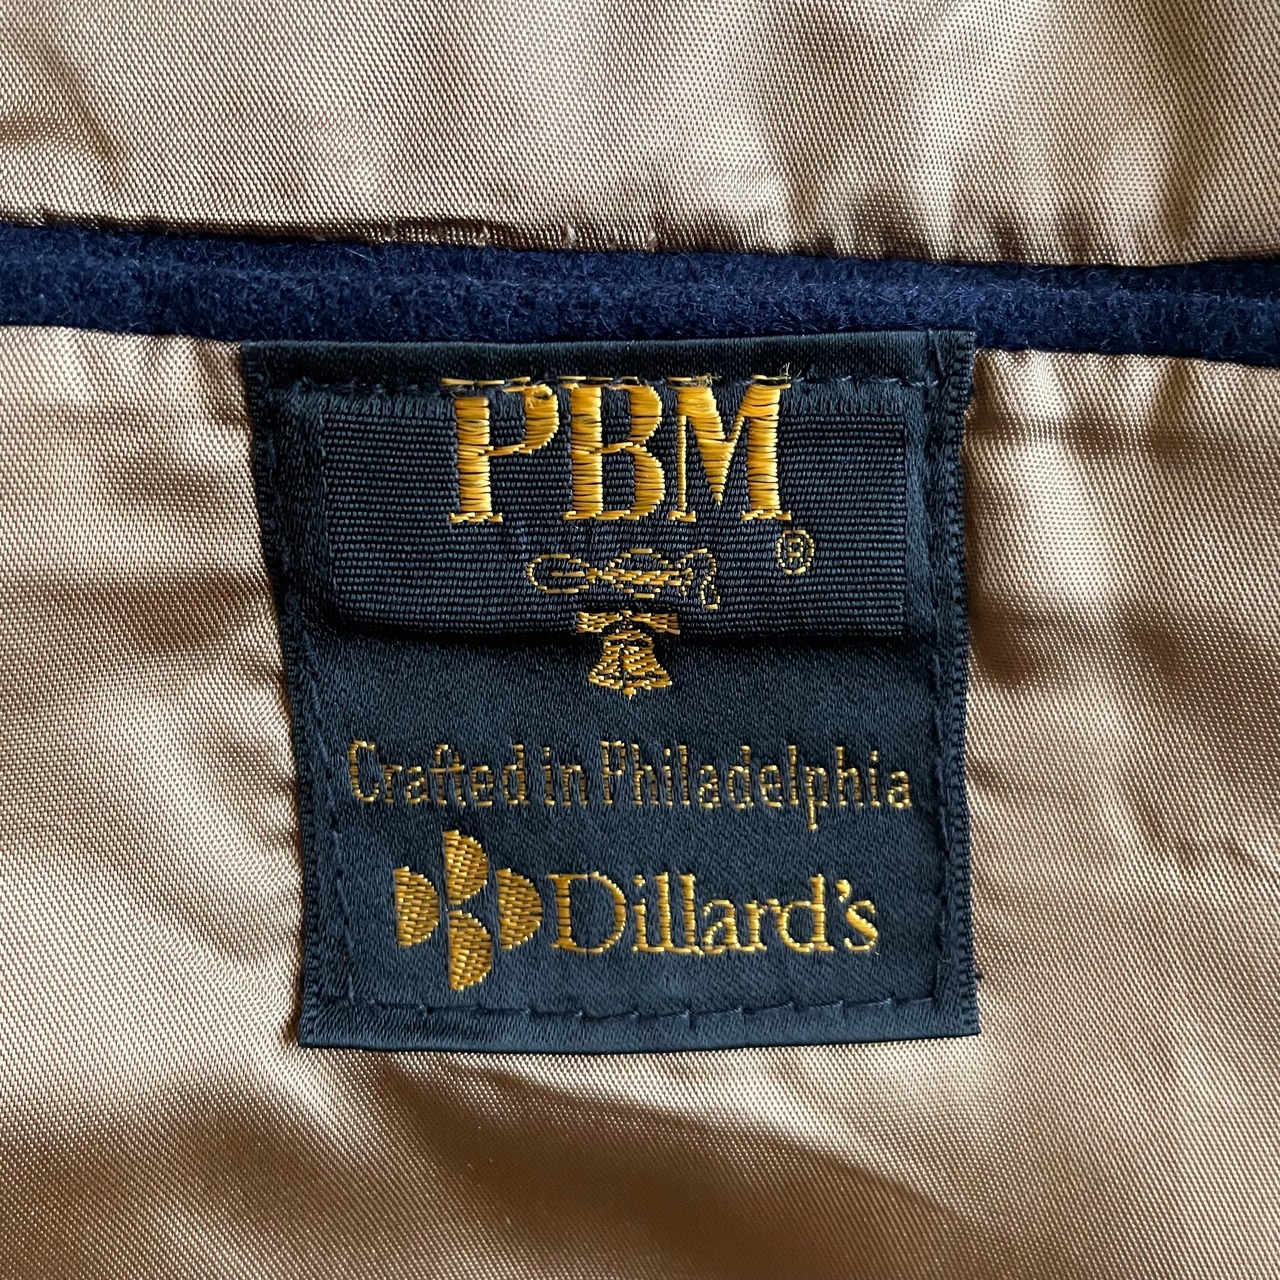 PBM
®
Crafted in Philadelphia
Dillard's